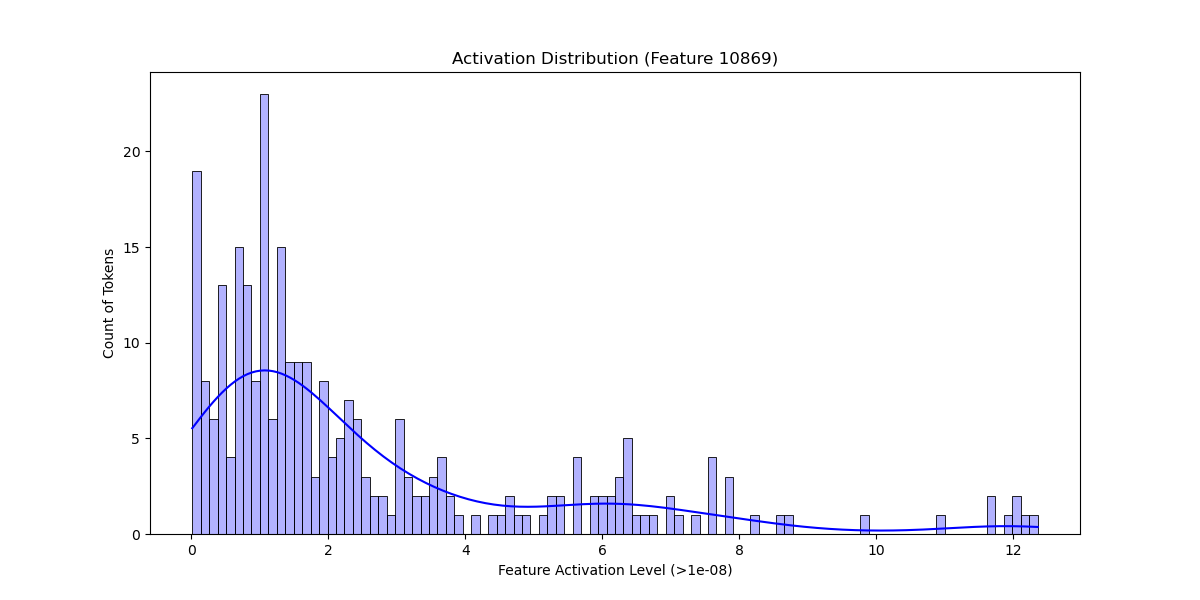 Activation Distribution (Feature 10869)
Count of Tokens
20
15
10
5
0
0 2 4 6 8 10 12
Feature Activation Level (>1e-08)